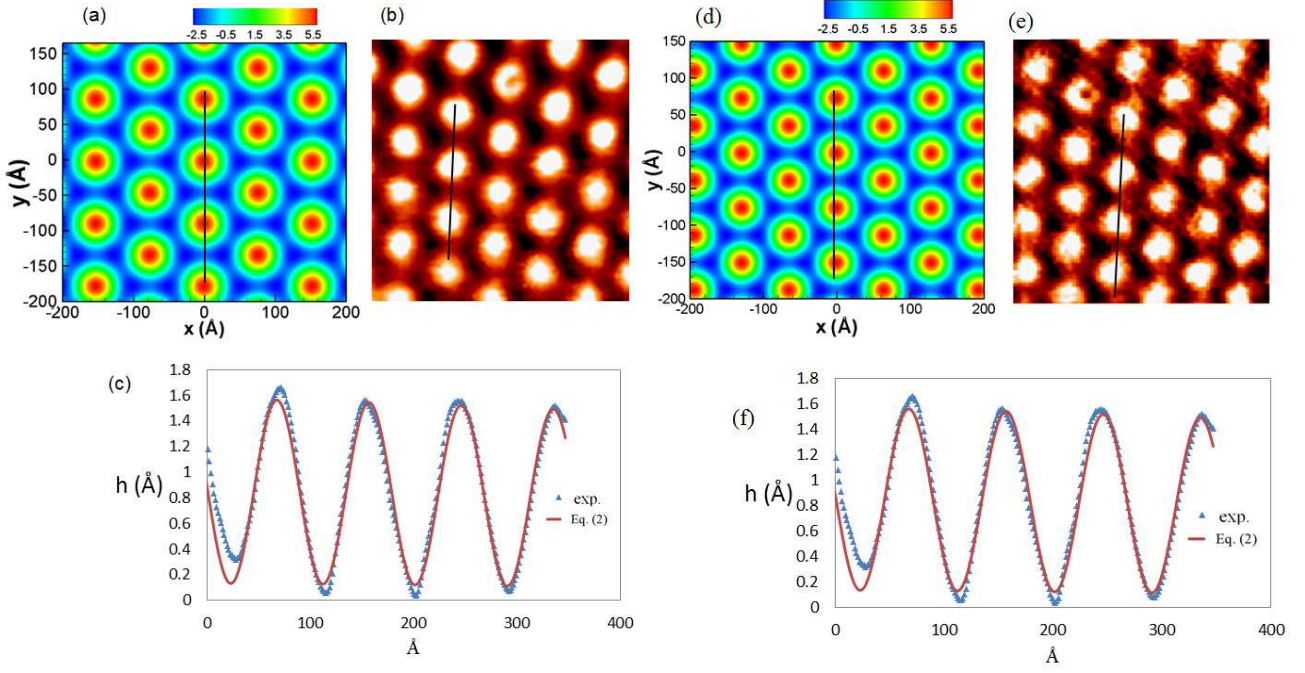 (a)
-2.5 0.5 3.5 5.5
150
100
50
0
-50
-100
-150
-200
y (Å)
-200 -100 0 100 200
x (Å)
(b)
(d)
-2.5 0.5 3.5 5.5
150
100
50
0
-50
-100
-150
-200
y (Å)
-200 -100 0 100 200
x (Å)
(e)
(c)
1.8
1.6
1.4
1.2
1
0.8
0.6
0.4
0.2
0
h (Å)
exp.
Eq. (2)
0 100 200 300 400
Å
(f)
1.8
1.6
1.4
1.2
1
0.8
0.6
0.4
0.2
0
h (Å)
exp.
Eq. (2)
0 100 200 300 400
Å